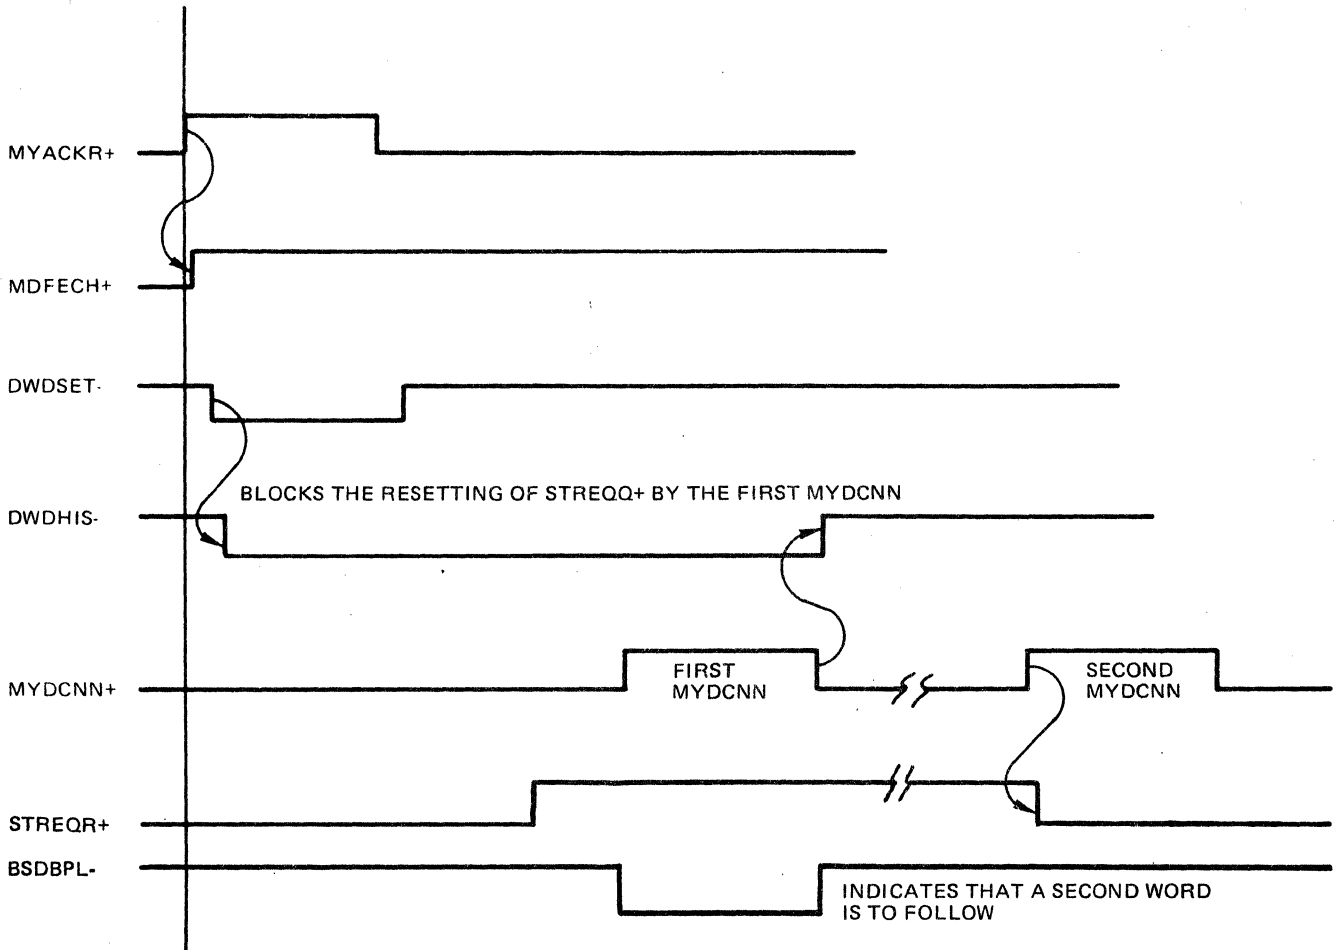 MYACKR+
MDFECH+
DWDSET-
BLOCKS THE RESETTING OF STREQQ+ BY THE FIRST MYDCNN
DWDHIS-
FIRST
MYDCNN
SECOND
MYDCNN
MYDCNN+
STREQR+
BSDBPL-
INDICATES THAT A SECOND WORD
IS TO FOLLOW